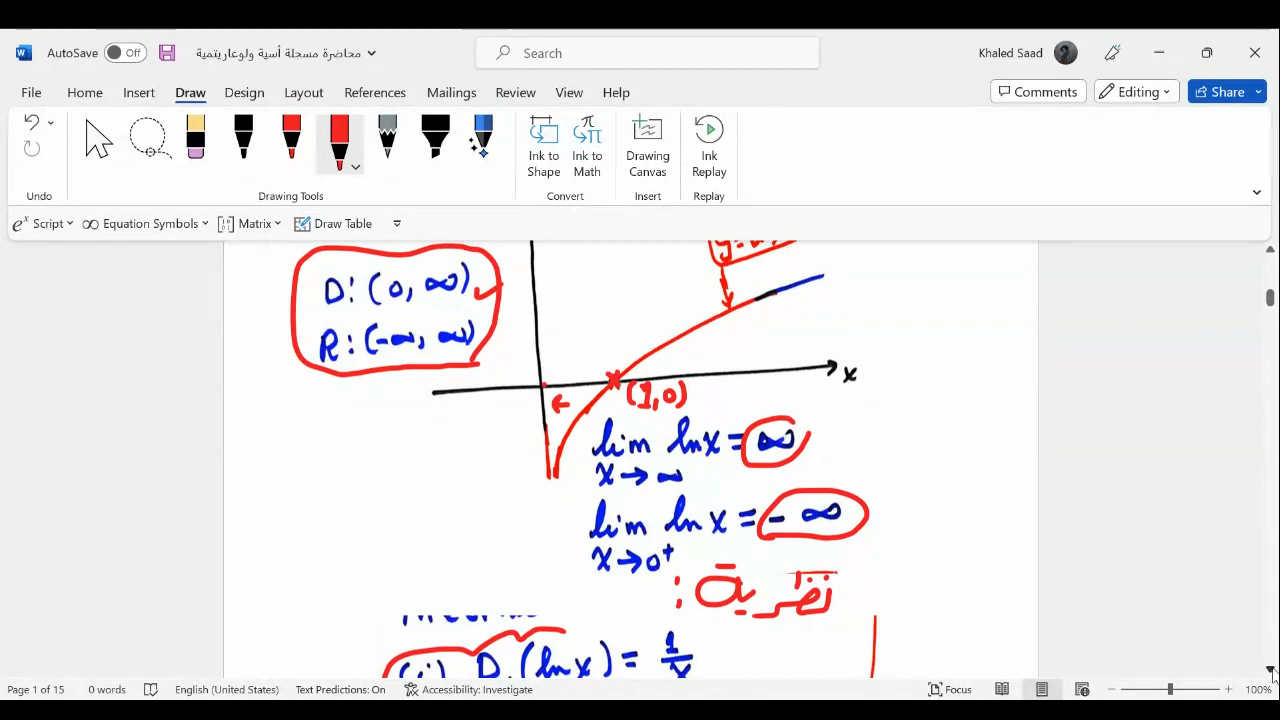 AutoSave Off محاضرة مسجلة أسية ولوغاريتمية Search Khaled Saad
File Home Insert Draw Design Layout References Mailings Review View Help Comments Editing Share
Undo
Ink to Shape
Ink to Math
Drawing Canvas
Ink Replay
Drawing Tools Convert Insert Replay
Script Equation Symbols Matrix Draw Table
D: (0, ∞)
R: (-∞, ∞)
x
(1,0)
lim ln x = ∞
x → ∞
lim ln x = - ∞
x → 0⁺
نظرية :
(i) D (ln x) = 1/x
Page 1 of 15 0 words English (United States) Text Predictions: On Accessibility: Investigate Focus 100%